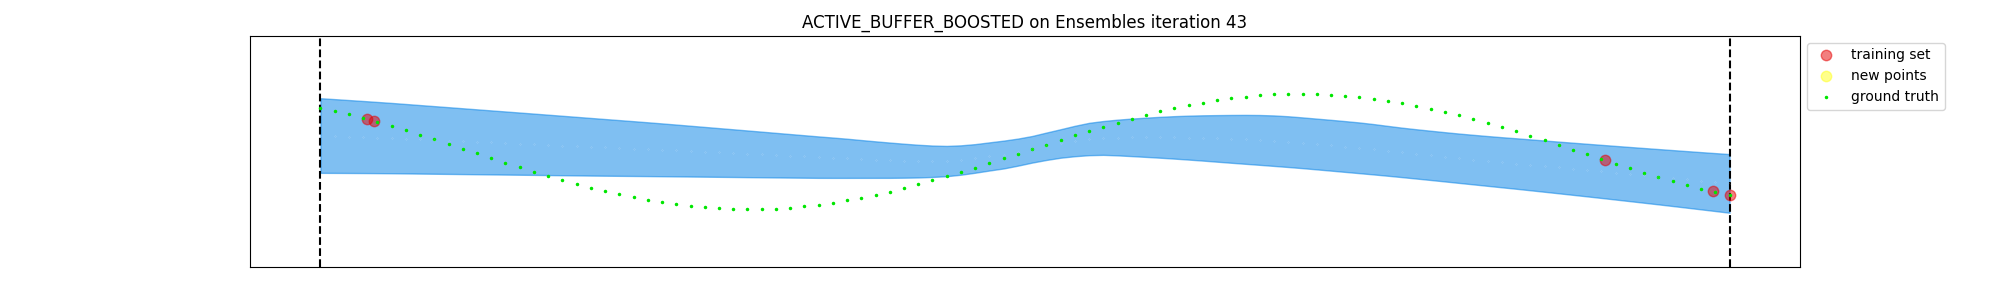 ACTIVE_BUFFER_BOOSTED on Ensembles iteration 43
training set
new points
ground truth